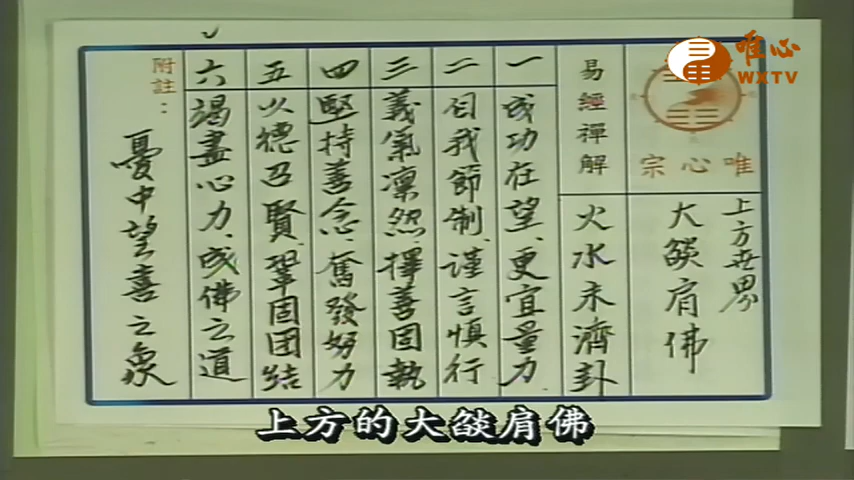 唯心
WXTV
唯心宗
上方世界
大燄肩佛
易經禪解
火水未濟卦
一 成功在望、更宜量力
二 自我節制、謹言慎行
三 義氣凜然、擇善固執
四 堅持善念、奮發努力
五 以德召賢、鞏固团結
六 竭盡心力、成佛之道
附註：
憂中望喜之象
上方的大燄肩佛